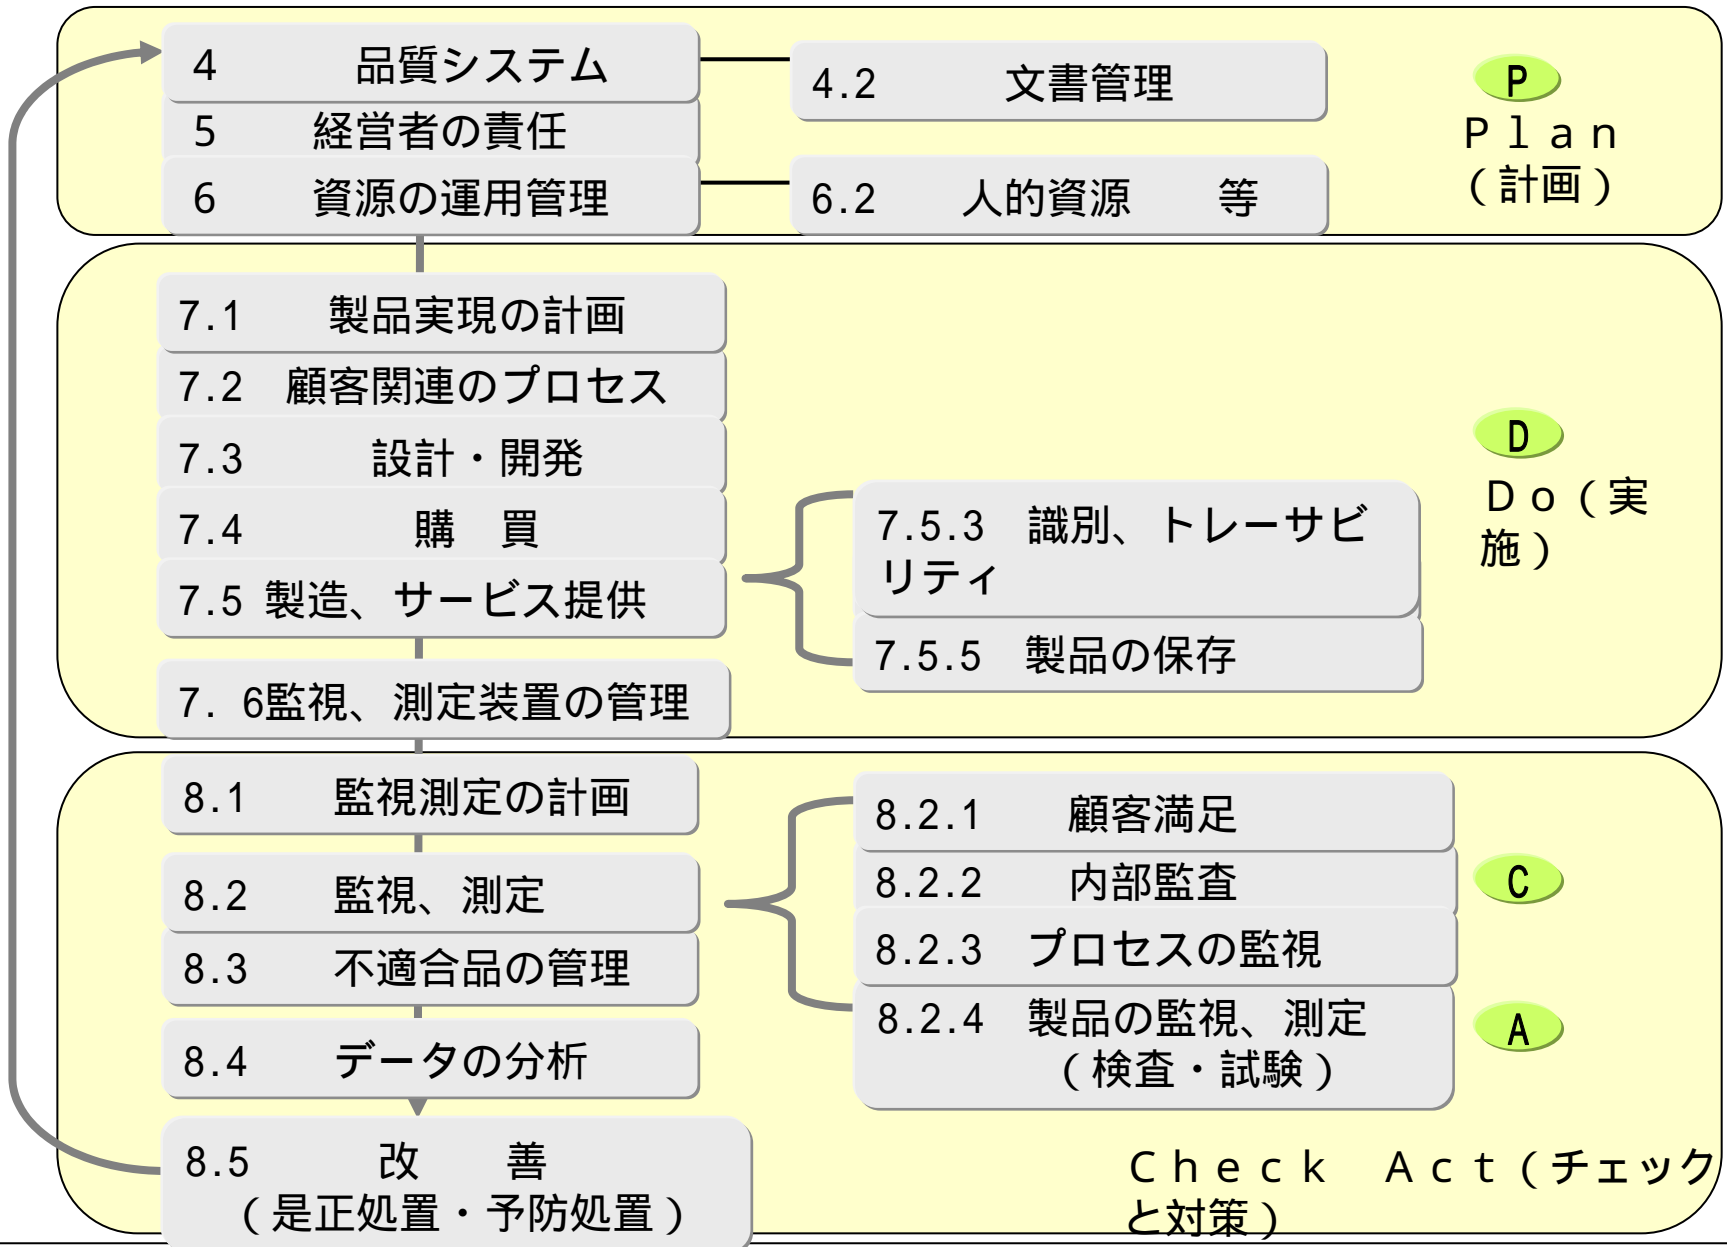 4 品質システム
4.2 文書管理
5 経営者の責任
6 資源の運用管理
6.2 人的資源 等
P
Plan
(計画)
7.1 製品実現の計画
7.2 顧客関連のプロセス
7.3 設計・開発
7.4 購 買
7.5 製造、サービス提供
7.5.3 識別、トレーサビ
リティ
7.5.5 製品の保存
7. 6監視、測定装置の管理
D
Do(実
施)
8.1 監視測定の計画
8.2 監視、測定
8.3 不適合品の管理
8.4 データの分析
8.5 改 善
(是正処置・予防処置)
8.2.1 顧客満足
8.2.2 内部監査
8.2.3 プロセスの監視
8.2.4 製品の監視、測定
(検査・試験)
C
A
Check Act(チェック
と対策)